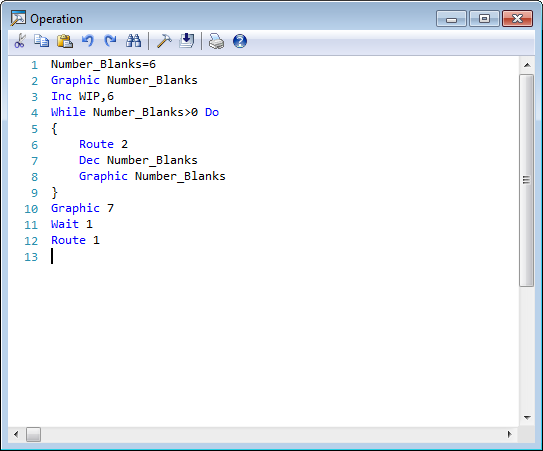 Operation
1 Number_Blanks=6
2 Graphic Number_Blanks
3 Inc WIP,6
4 While Number_Blanks>0 Do
5 {
6     Route 2
7     Dec Number_Blanks
8     Graphic Number_Blanks
9 }
10 Graphic 7
11 Wait 1
12 Route 1
13